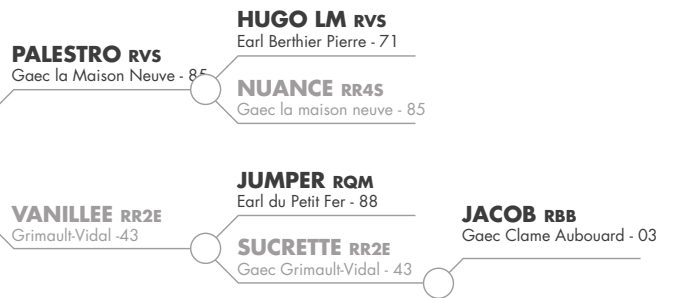 HUGO LM RVS
Earl Berthier Pierre - 71
PALESTRO RVS
Gaec la Maison Neuve - 85
NUANCE RR4S
Gaec la maison neuve - 85
JUMPER RQM
Earl du Petit Fer - 88
VANILLEE RR2E
Grimault-Vidal -43
JACOB RBB
Gaec Clame Aubouard - 03
SUCRETTE RR2E
Gaec Grimault-Vidal - 43